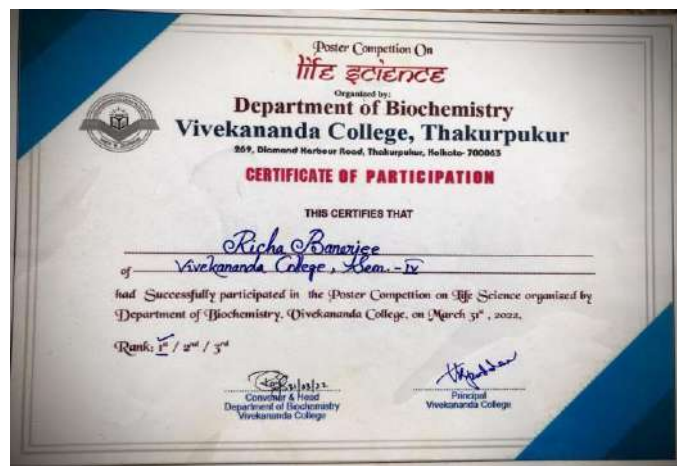 Poster Compettion On
life science
Organized by:
Department of Biochemistry
Vivekananda College, Thakurpukur
269, Diamond Harbour Road, Thakurpukur, Kolkata- 700063
CERTIFICATE OF PARTICIPATION
THIS CERTIFIES THAT
Richa Banerjee
of Vivekananda College, Sem.-IV
had Successfully participated in the Poster Compettion on Life Science organized by
Department of Biochemistry, Vivekananda College, on March 31st, 2022.
Rank: 1st / 2nd / 3rd
31/03/22
Convener & Head
Department of Biochemistry
Vivekananda College
Principal
Vivekananda College